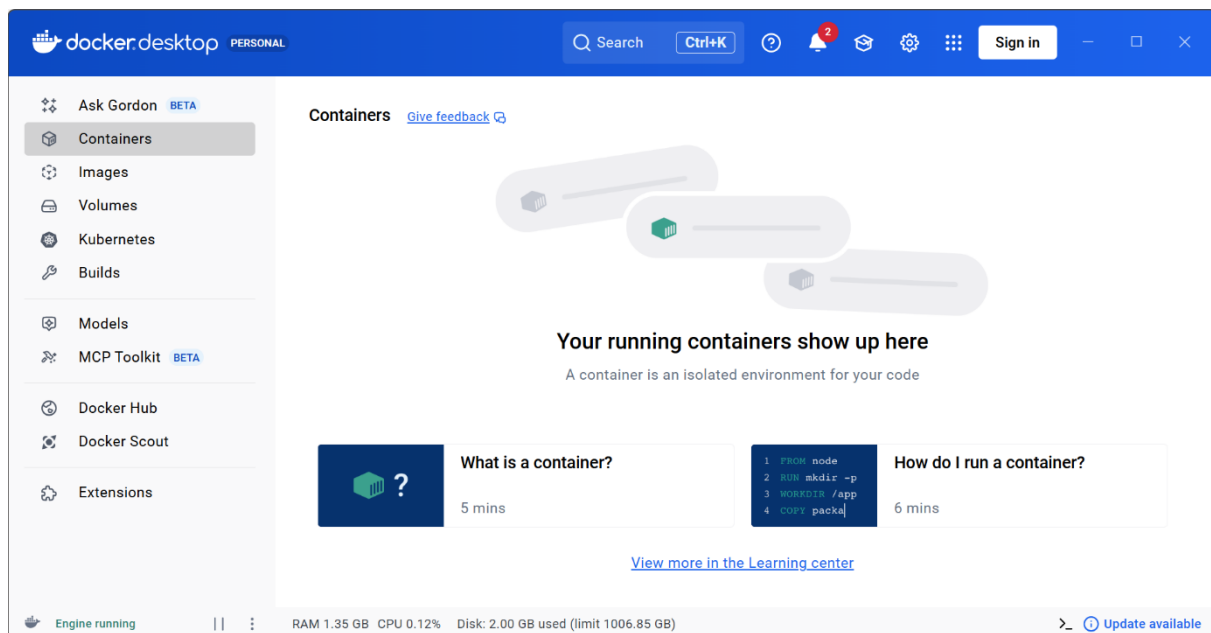 docker.desktop PERSONAL
Search Ctrl+K
2
Sign in
Ask Gordon BETA
Containers
Images
Volumes
Kubernetes
Builds
Models
MCP Toolkit BETA
Docker Hub
Docker Scout
Extensions
Containers Give feedback
Your running containers show up here
A container is an isolated environment for your code
?
What is a container?
5 mins
1 FROM node
2 RUN mkdir -p
3 WORKDIR /app
4 COPY packa
How do I run a container?
6 mins
View more in the Learning center
Engine running
RAM 1.35 GB CPU 0.12% Disk: 2.00 GB used (limit 1006.85 GB)
Update available